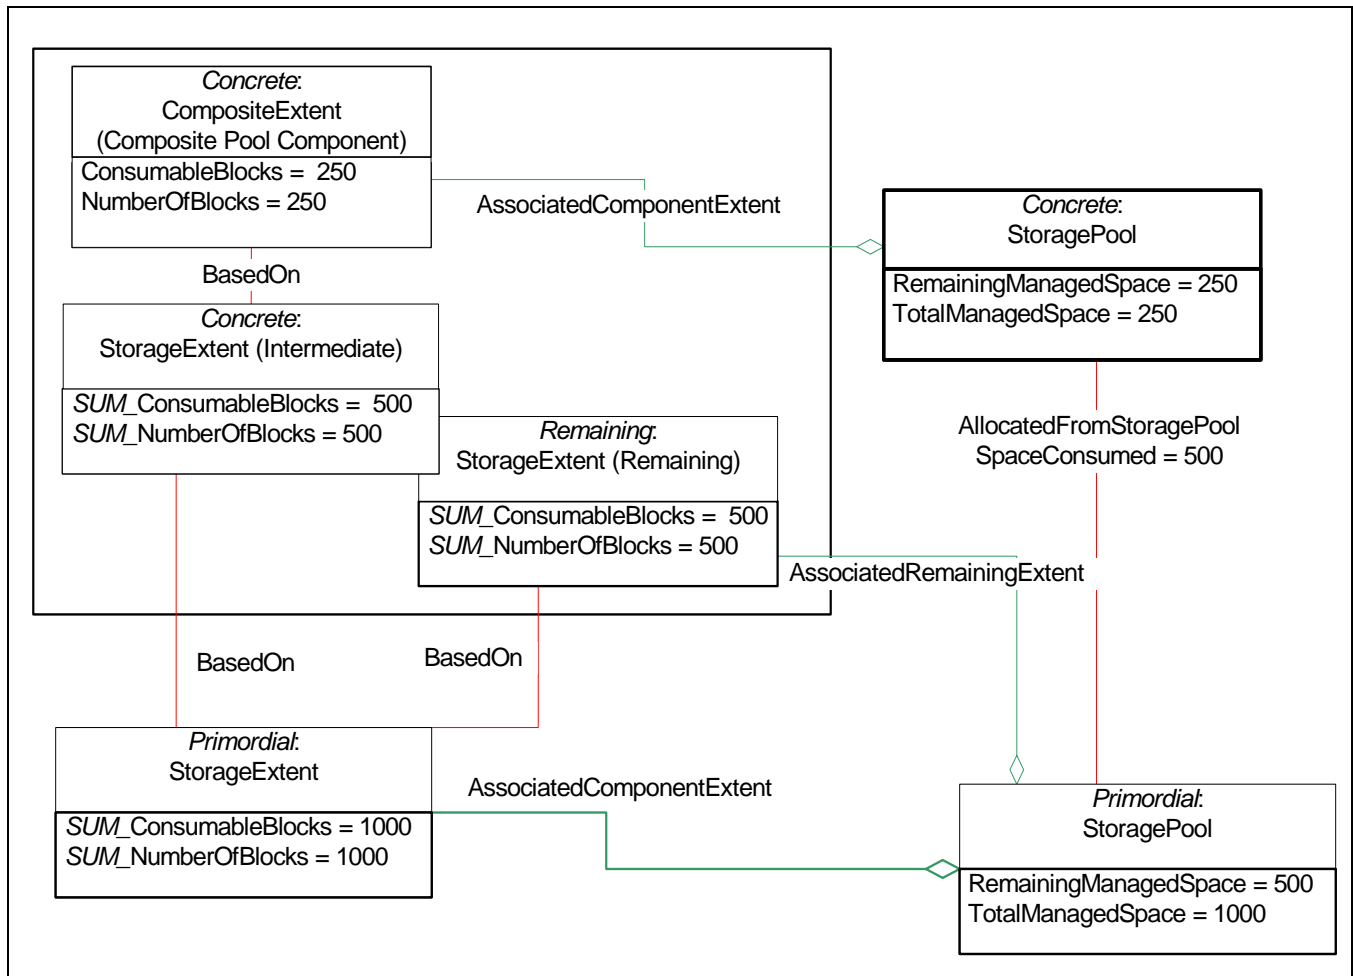 Concrete:
CompositeExtent
(Composite Pool Component)
ConsumableBlocks = 250
NumberOfBlocks = 250
AssociatedComponentExtent
Concrete:
StoragePool
RemainingManagedSpace = 250
TotalManagedSpace = 250
BasedOn
Concrete:
StorageExtent (Intermediate)
SUM_ConsumableBlocks = 500
SUM_NumberOfBlocks = 500
Remaining:
StorageExtent (Remaining)
SUM_ConsumableBlocks = 500
SUM_NumberOfBlocks = 500
AllocatedFromStoragePool
SpaceConsumed = 500
AssociatedRemainingExtent
BasedOn
BasedOn
Primordial:
StorageExtent
SUM_ConsumableBlocks = 1000
SUM_NumberOfBlocks = 1000
AssociatedComponentExtent
Primordial:
StoragePool
RemainingManagedSpace = 500
TotalManagedSpace = 1000